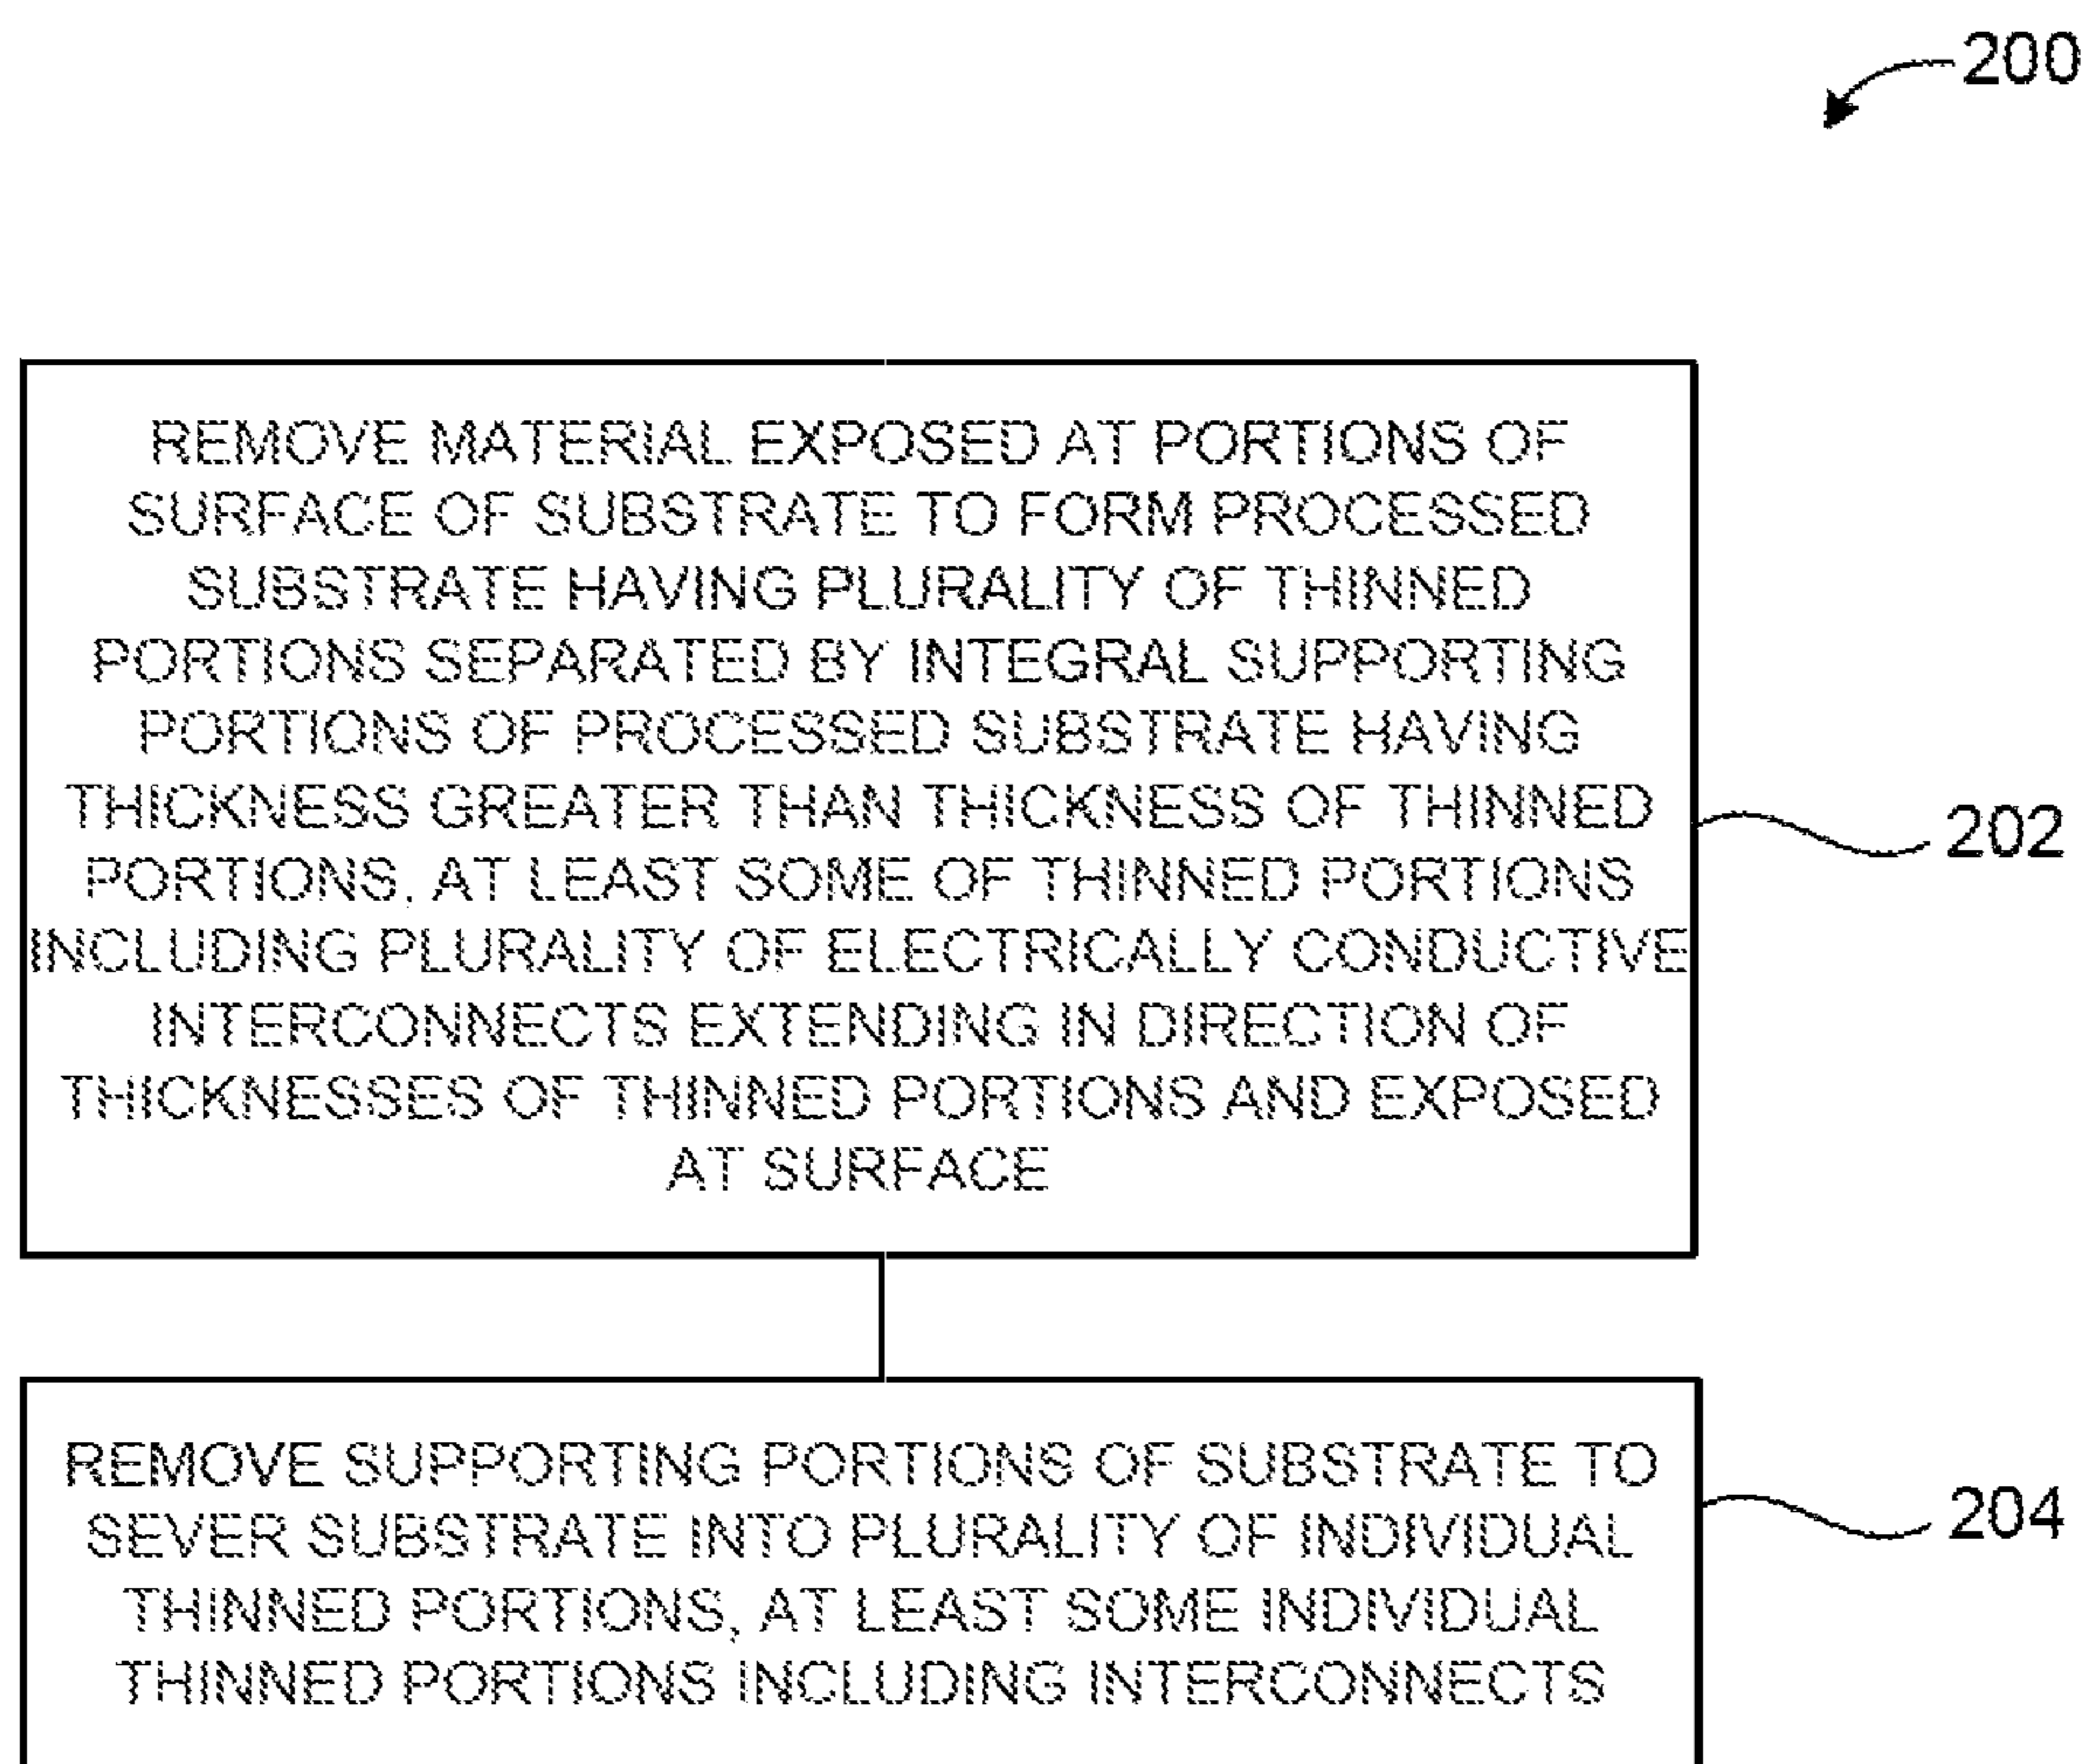 200
REMOVE MATERIAL EXPOSED AT PORTIONS OF
SURFACE OF SUBSTRATE TO FORM PROCESSED
SUBSTRATE HAVING PLURALITY OF THINNED
PORTIONS SEPARATED BY INTEGRAL SUPPORTING
PORTIONS OF PROCESSED SUBSTRATE HAVING
THICKNESS GREATER THAN THICKNESS OF THINNED
PORTIONS, AT LEAST SOME OF THINNED PORTIONS
INCLUDING PLURALITY OF ELECTRICALLY CONDUCTIVE
INTERCONNECTS EXTENDING IN DIRECTION OF
THICKNESSES OF THINNED PORTIONS AND EXPOSED
AT SURFACE
202
REMOVE SUPPORTING PORTIONS OF SUBSTRATE TO
SEVER SUBSTRATE INTO PLURALITY OF INDIVIDUAL
THINNED PORTIONS, AT LEAST SOME INDIVIDUAL
THINNED PORTIONS INCLUDING INTERCONNECTS
204